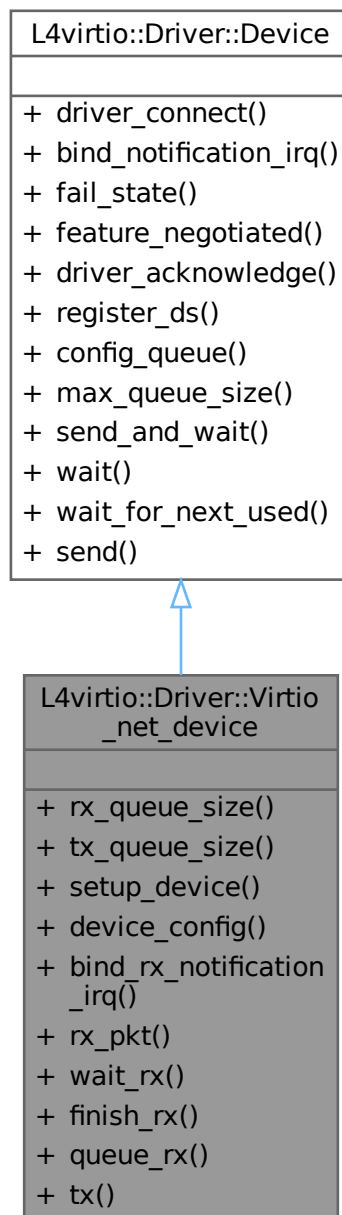 L4virtio::Driver::Device
+ driver_connect()
+ bind_notification_irq()
+ fail_state()
+ feature_negotiated()
+ driver_acknowledge()
+ register_ds()
+ config_queue()
+ max_queue_size()
+ send_and_wait()
+ wait()
+ wait_for_next_used()
+ send()
L4virtio::Driver::Virtio
_net_device
+ rx_queue_size()
+ tx_queue_size()
+ setup_device()
+ device_config()
+ bind_rx_notification
_irq()
+ rx_pkt()
+ wait_rx()
+ finish_rx()
+ queue_rx()
+ tx()